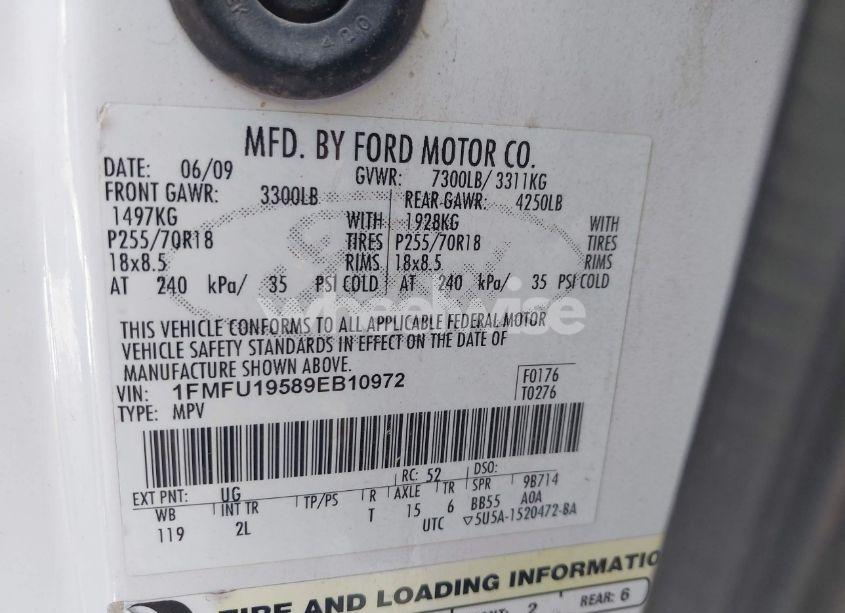 480
MFD. BY FORD MOTOR CO.
DATE: 06/09 GVWR: 7300LB/ 3311KG
FRONT GAWR: 3300LB REAR GAWR: 4250LB
1497KG WITH 1928KG WITH
P255/70R18 TIRES P255/70R18 TIRES
18x8.5 RIMS 18x8.5 RIMS
AT 240 kPa/ 35 PSI COLD AT 240 kPa/ 35 PSI COLD
wheelwise
THIS VEHICLE CONFORMS TO ALL APPLICABLE FEDERAL MOTOR
VEHICLE SAFETY STANDARDS IN EFFECT ON THE DATE OF
MANUFACTURE SHOWN ABOVE.
VIN: 1FMFU19589EB10972 F0176
TYPE: MPV T0276
RC: 52 DSO:
EXT PNT: UG 
WB INT TR TP/PS R AXLE TR SPR 9B714
119 2L T 15 6 BB55 A0A
UTC ▽5U5A-1520472-BA
TIRE AND LOADING INFORMATION
2 REAR: 6